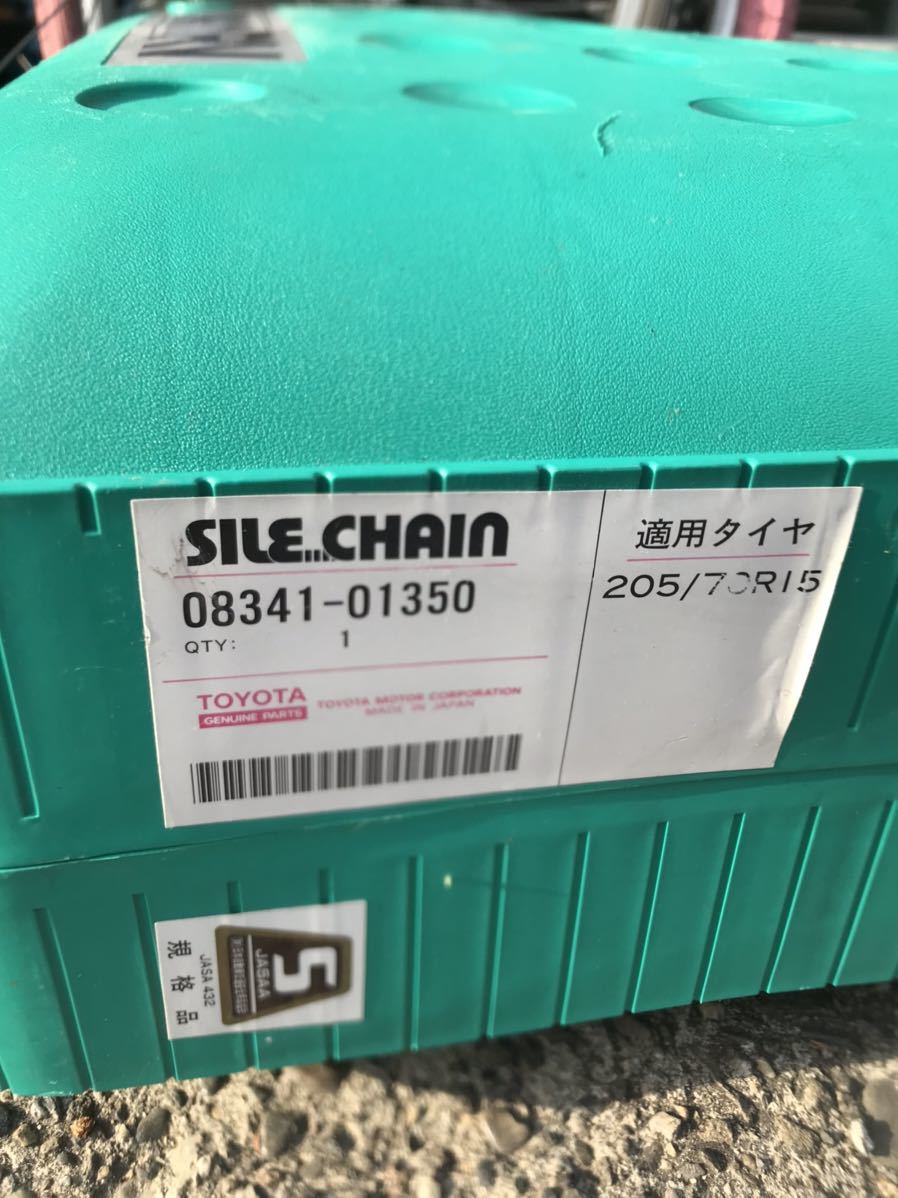 SILE...CHAIN
08341-01350
QTY: 1
TOYOTA
GENUINE PARTS
TOYOTA MOTOR CORPORATION
MADE IN JAPAN
適用タイヤ
205/70R15
S
JASAA
JASA 432
規格品